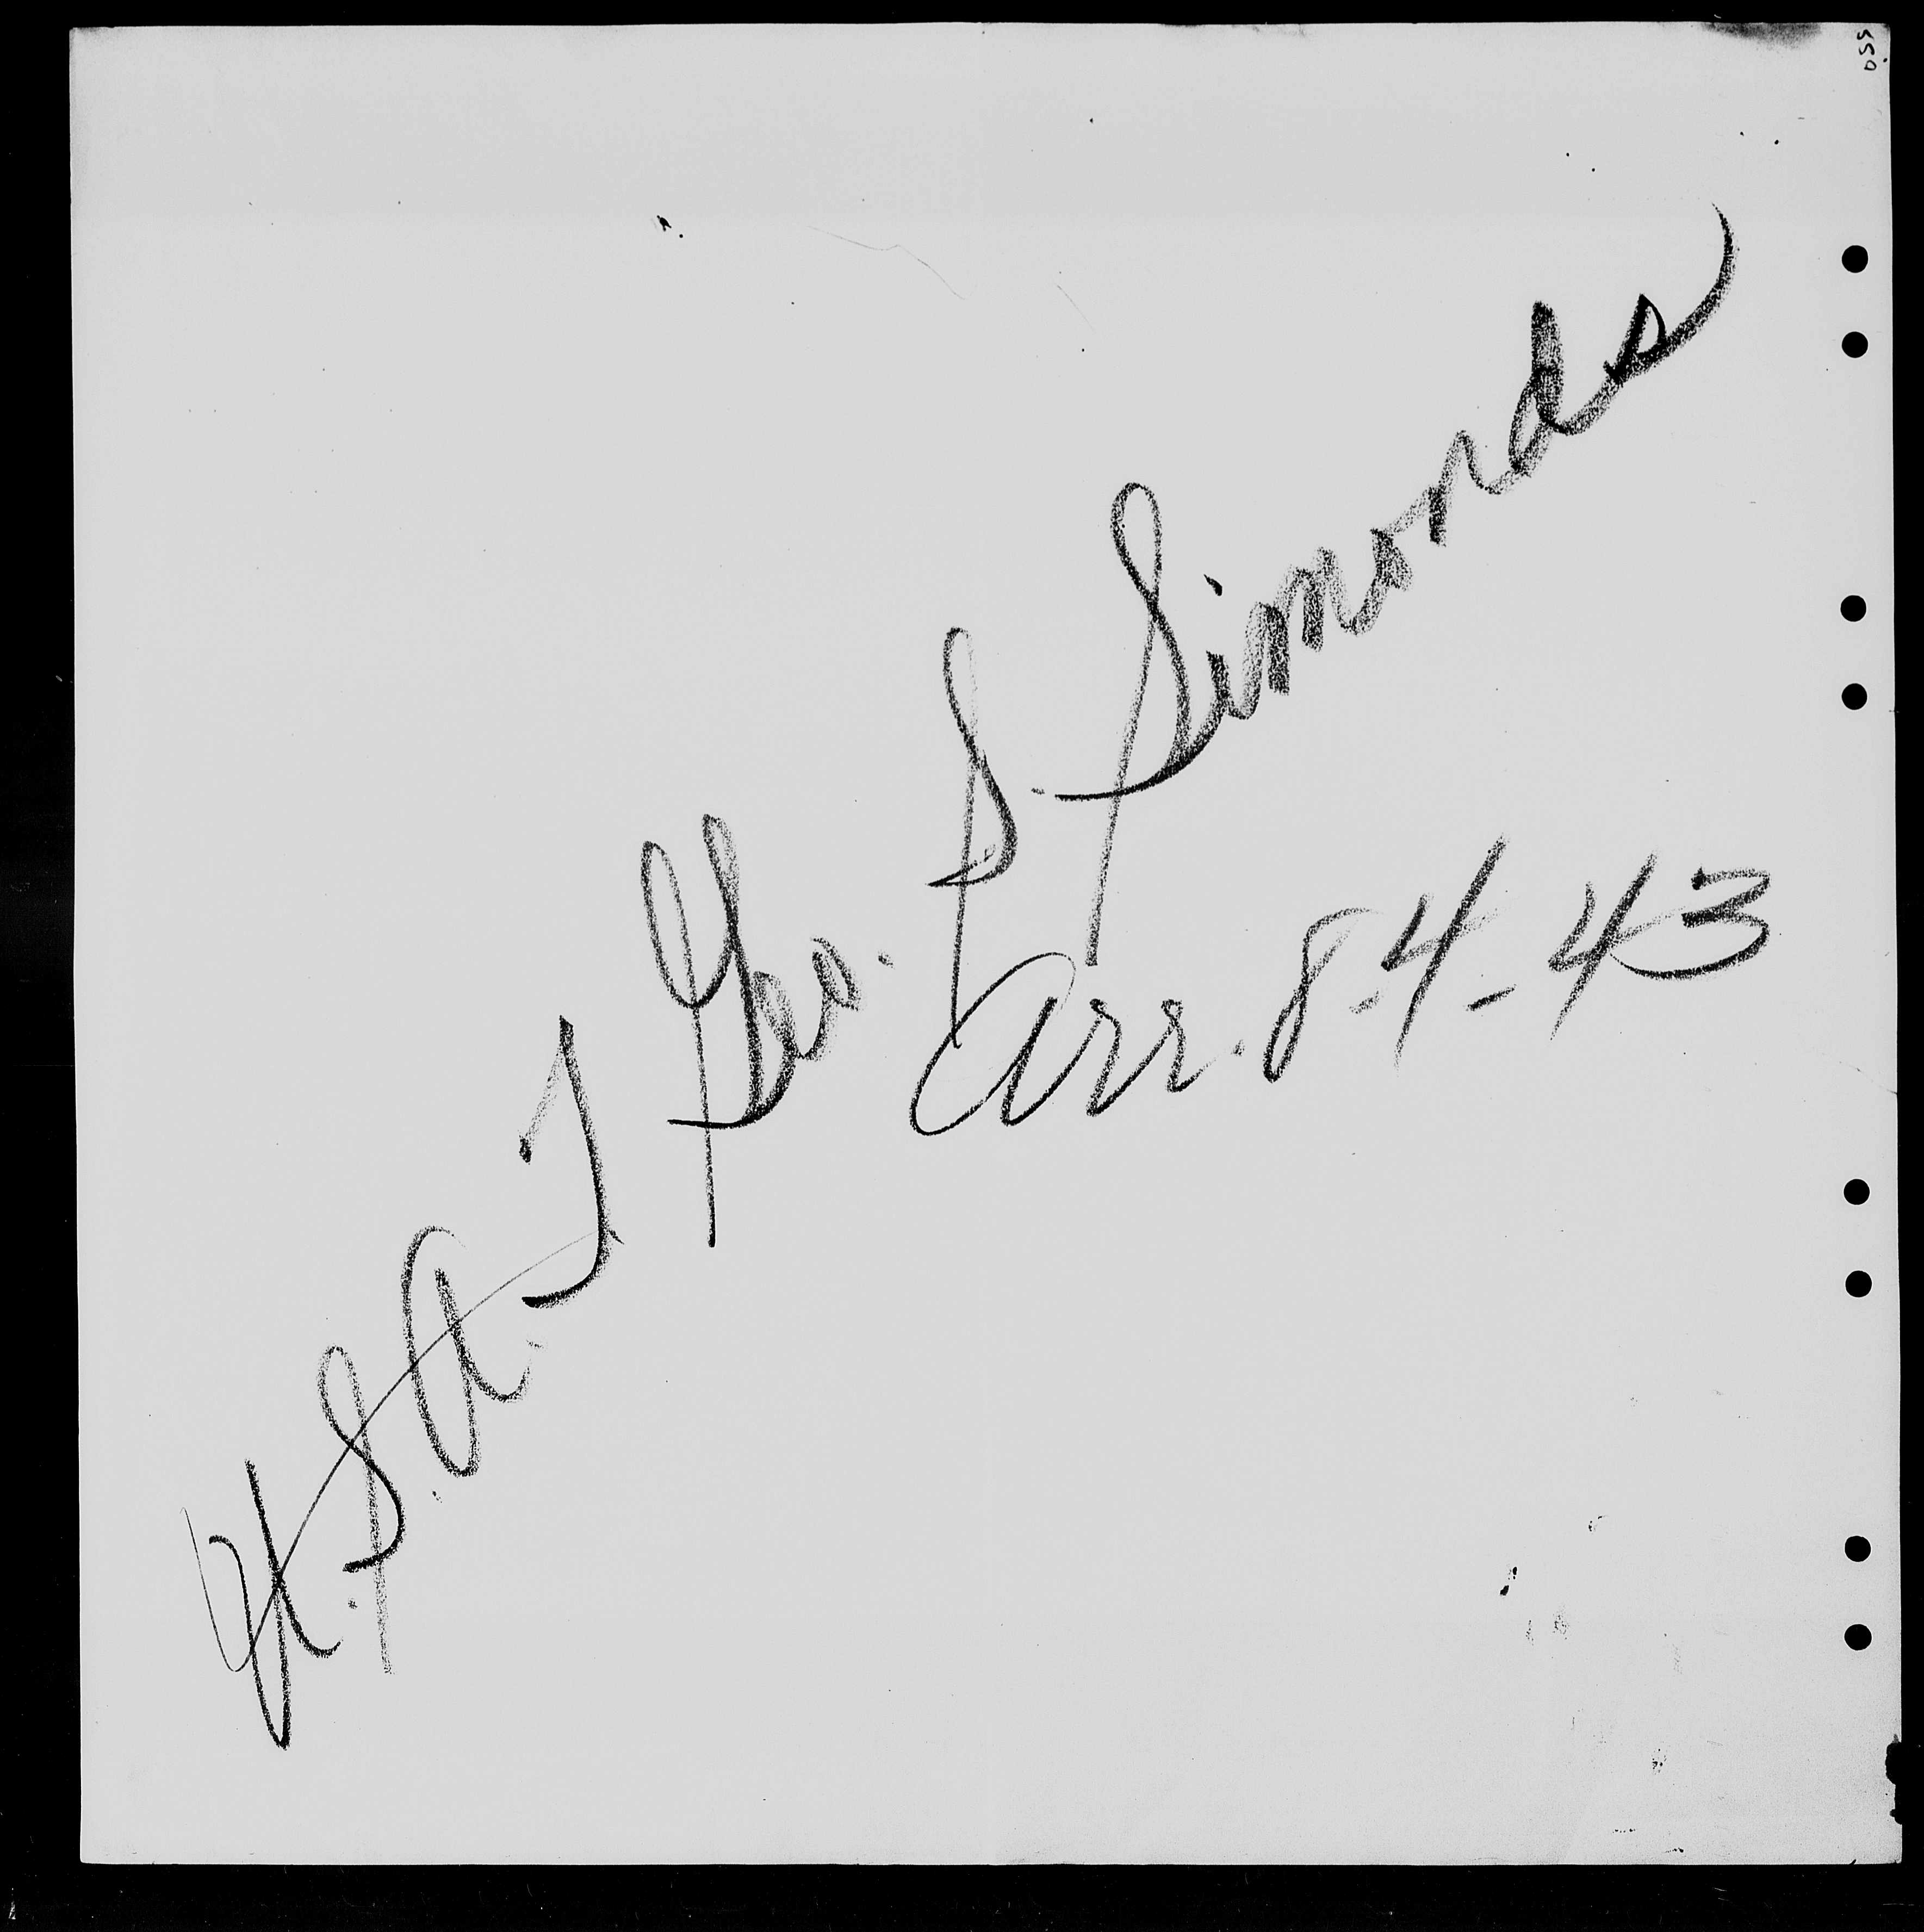 U.S.A.T Geo. S. Simonds
Arr. 8-4-43